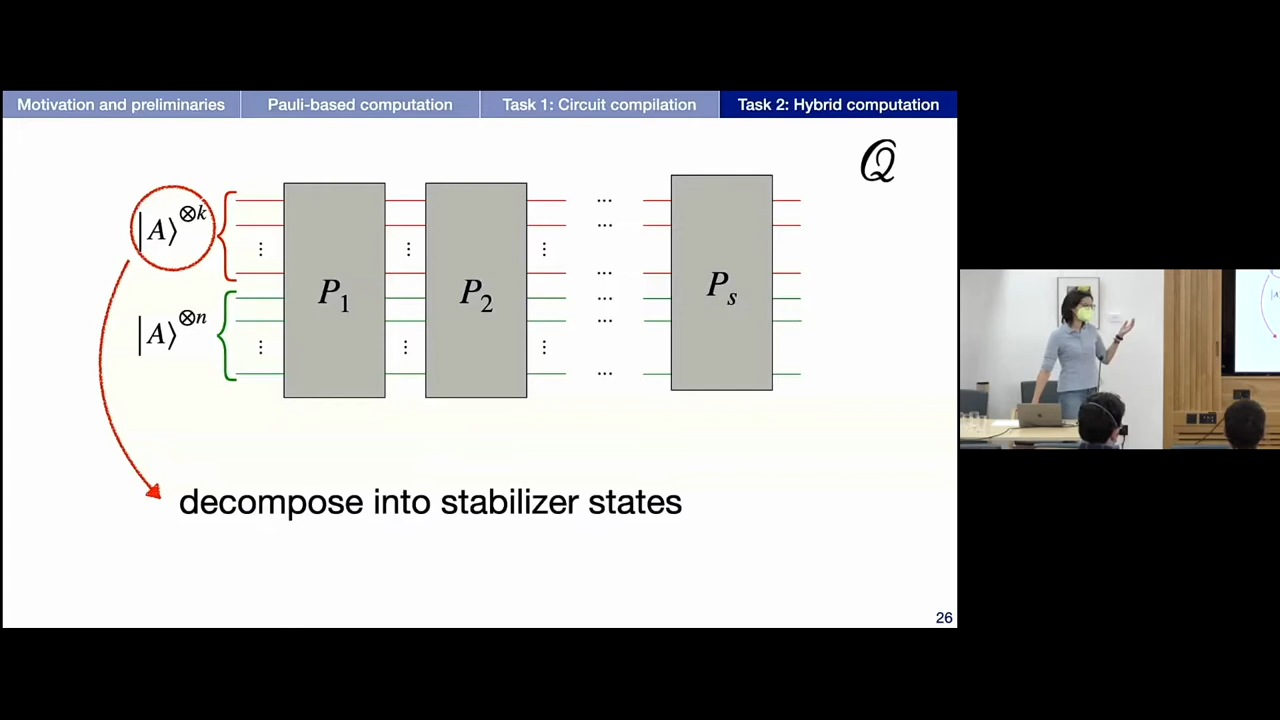 Motivation and preliminaries
Pauli-based computation
Task 1: Circuit compilation
Task 2: Hybrid computation
𝒬
|A⟩⊗k
|A⟩⊗n
P1
P2
...
Ps
decompose into stabilizer states
26